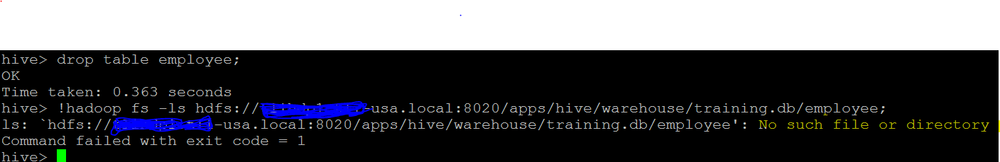 hive> drop table employee;
OK
Time taken: 0.363 seconds
hive> !hadoop fs -ls hdfs://-usa.local:8020/apps/hive/warehouse/training.db/employee;
ls: `hdfs://-usa.local:8020/apps/hive/warehouse/training.db/employee': No such file or directory
Command failed with exit code = 1
hive>